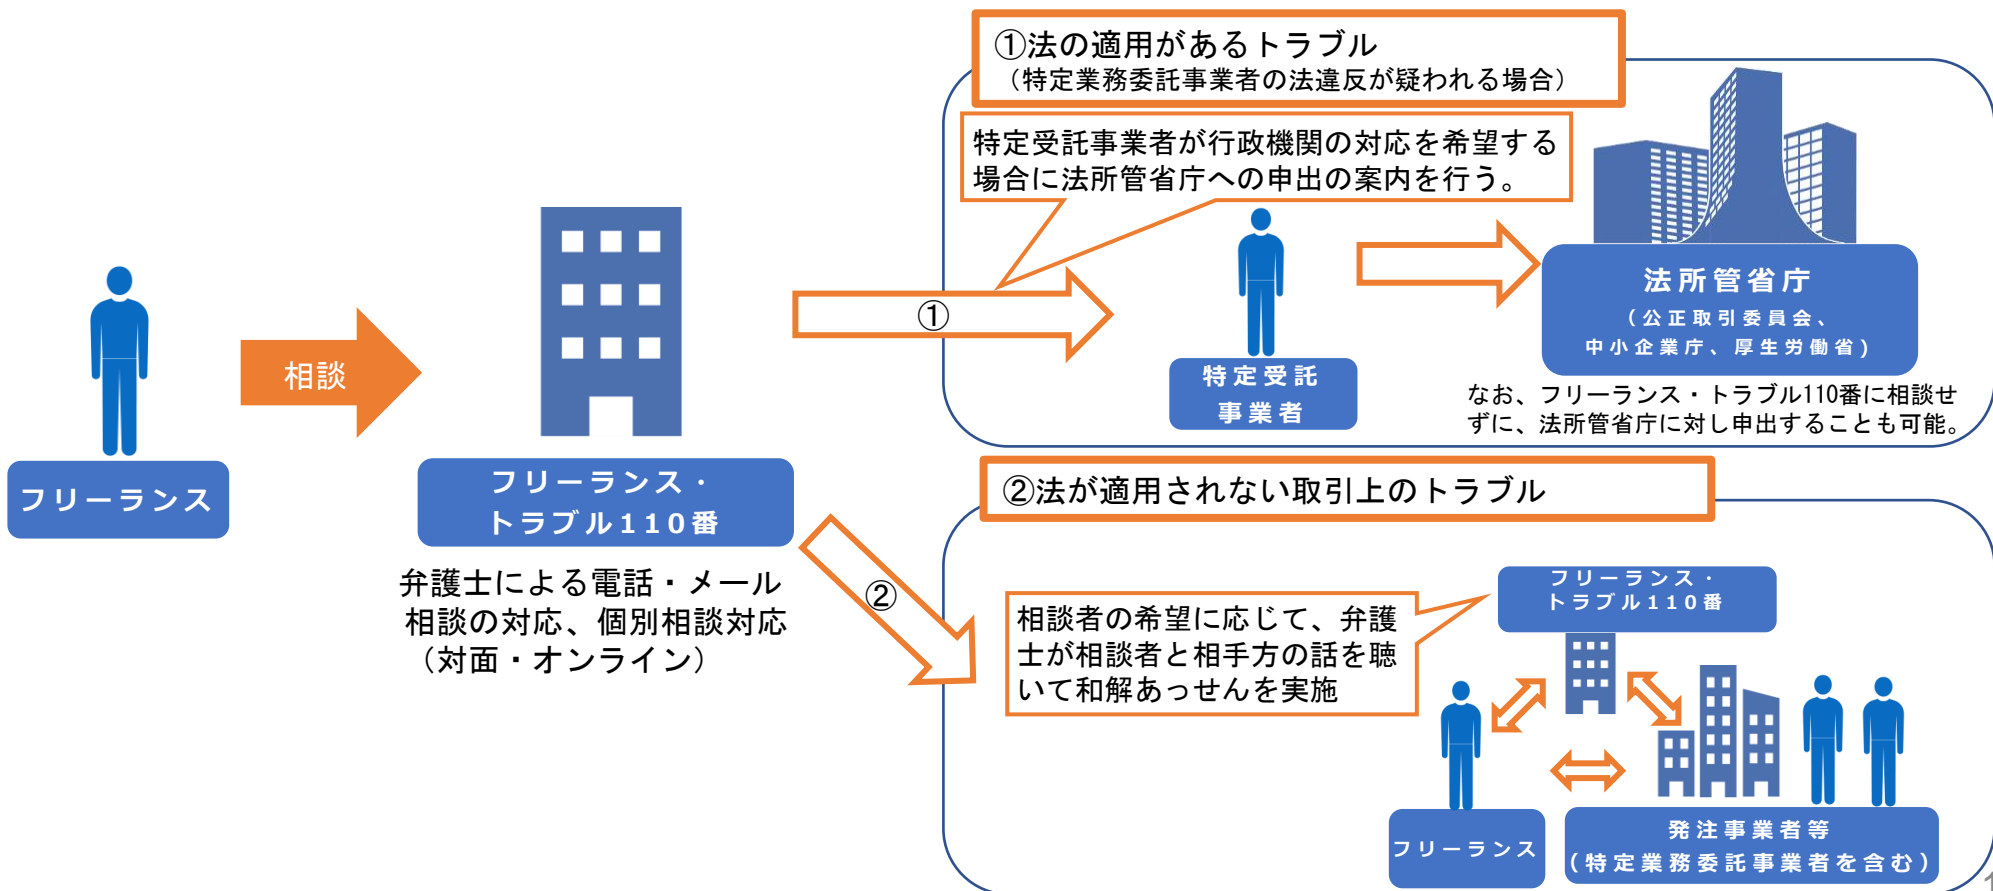 ①法の適用があるトラブル
（特定業務委託事業者の法違反が疑われる場合）
特定受託事業者が行政機関の対応を希望する
場合に法所管省庁への申出の案内を行う。
フリーランス
相談
フリーランス・
トラブル110番
弁護士による電話・メール
相談の対応、個別相談対応
（対面・オンライン）
①
特定受託
事業者
法所管省庁
（公正取引委員会、
中小企業庁、厚生労働省)
なお、フリーランス・トラブル110番に相談せ
ずに、法所管省庁に対し申出することも可能。
②
②法が適用されない取引上のトラブル
相談者の希望に応じて、弁護
士が相談者と相手方の話を聴
いて和解あっせんを実施
フリーランス・
トラブル110番
フリーランス
発注事業者等
（特定業務委託事業者を含む）